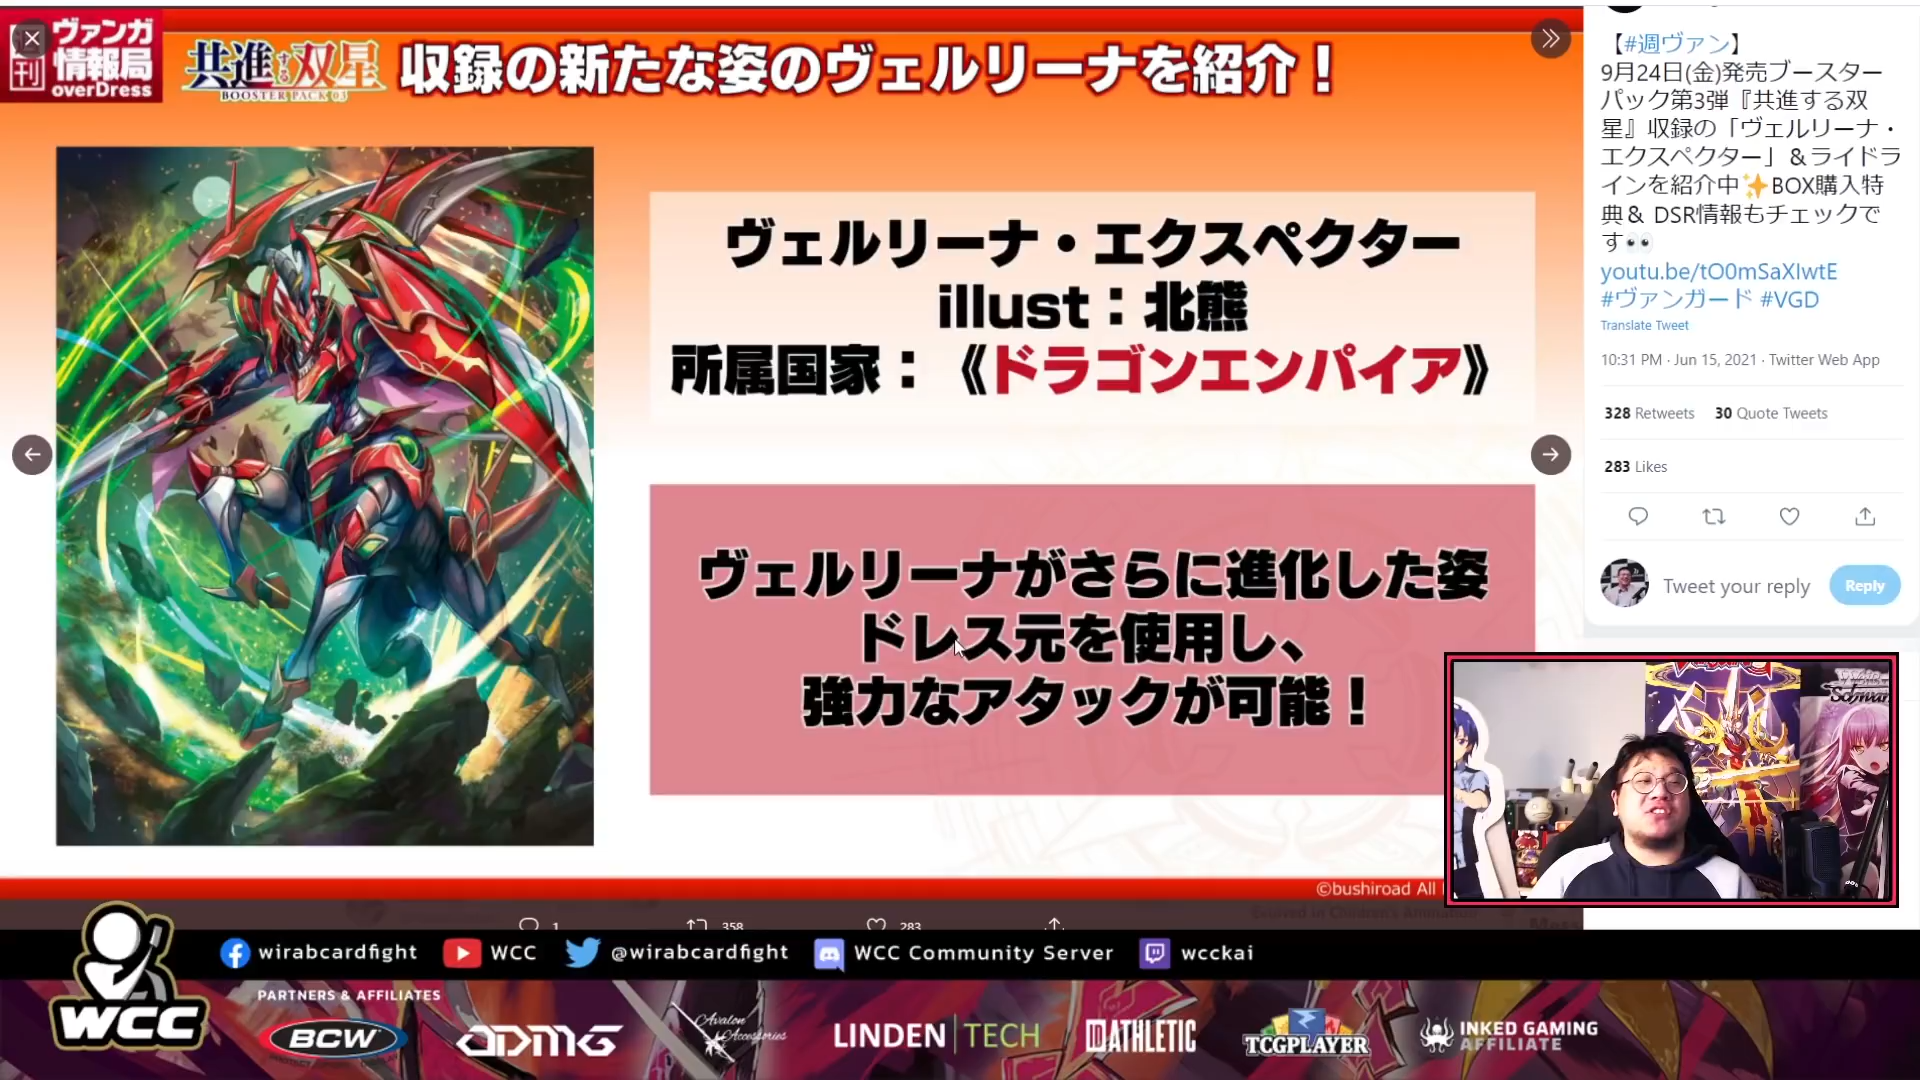 ヴァンガ
情報局
刊
overDress
共進する双星
BOOSTER PACK 03
収録の新たな姿のヴェルリーナを紹介！
ヴェルリーナ・エクスペクター
illust：北熊
所属国家：《ドラゴンエンパイア》
ヴェルリーナがさらに進化した姿
ドレス元を使用し、
強力なアタックが可能！
©bushiroad All
1
358
283
【#週ヴァン】
9月24日(金)発売ブースター
パック第3弾『共進する双
星』収録の「ヴェルリーナ・
エクスペクター」＆ライドラ
インを紹介中✨BOX購入特
典＆ DSR情報もチェックで
す👀
youtu.be/tO0mSaXIwtE
#ヴァンガード #VGD
Translate Tweet
10:31 PM · Jun 15, 2021 · Twitter Web App
328 Retweets 30 Quote Tweets
283 Likes
Tweet your reply
Reply
WCC
wirabcardfight
WCC
@wirabcardfight
WCC Community Server
wcckai
PARTNERS & AFFILIATES
BCW
ADMG
Avalon
Accessories
LINDEN TECH
IDATHLETIC
TCGPLAYER
INKED GAMING
AFFILIATE